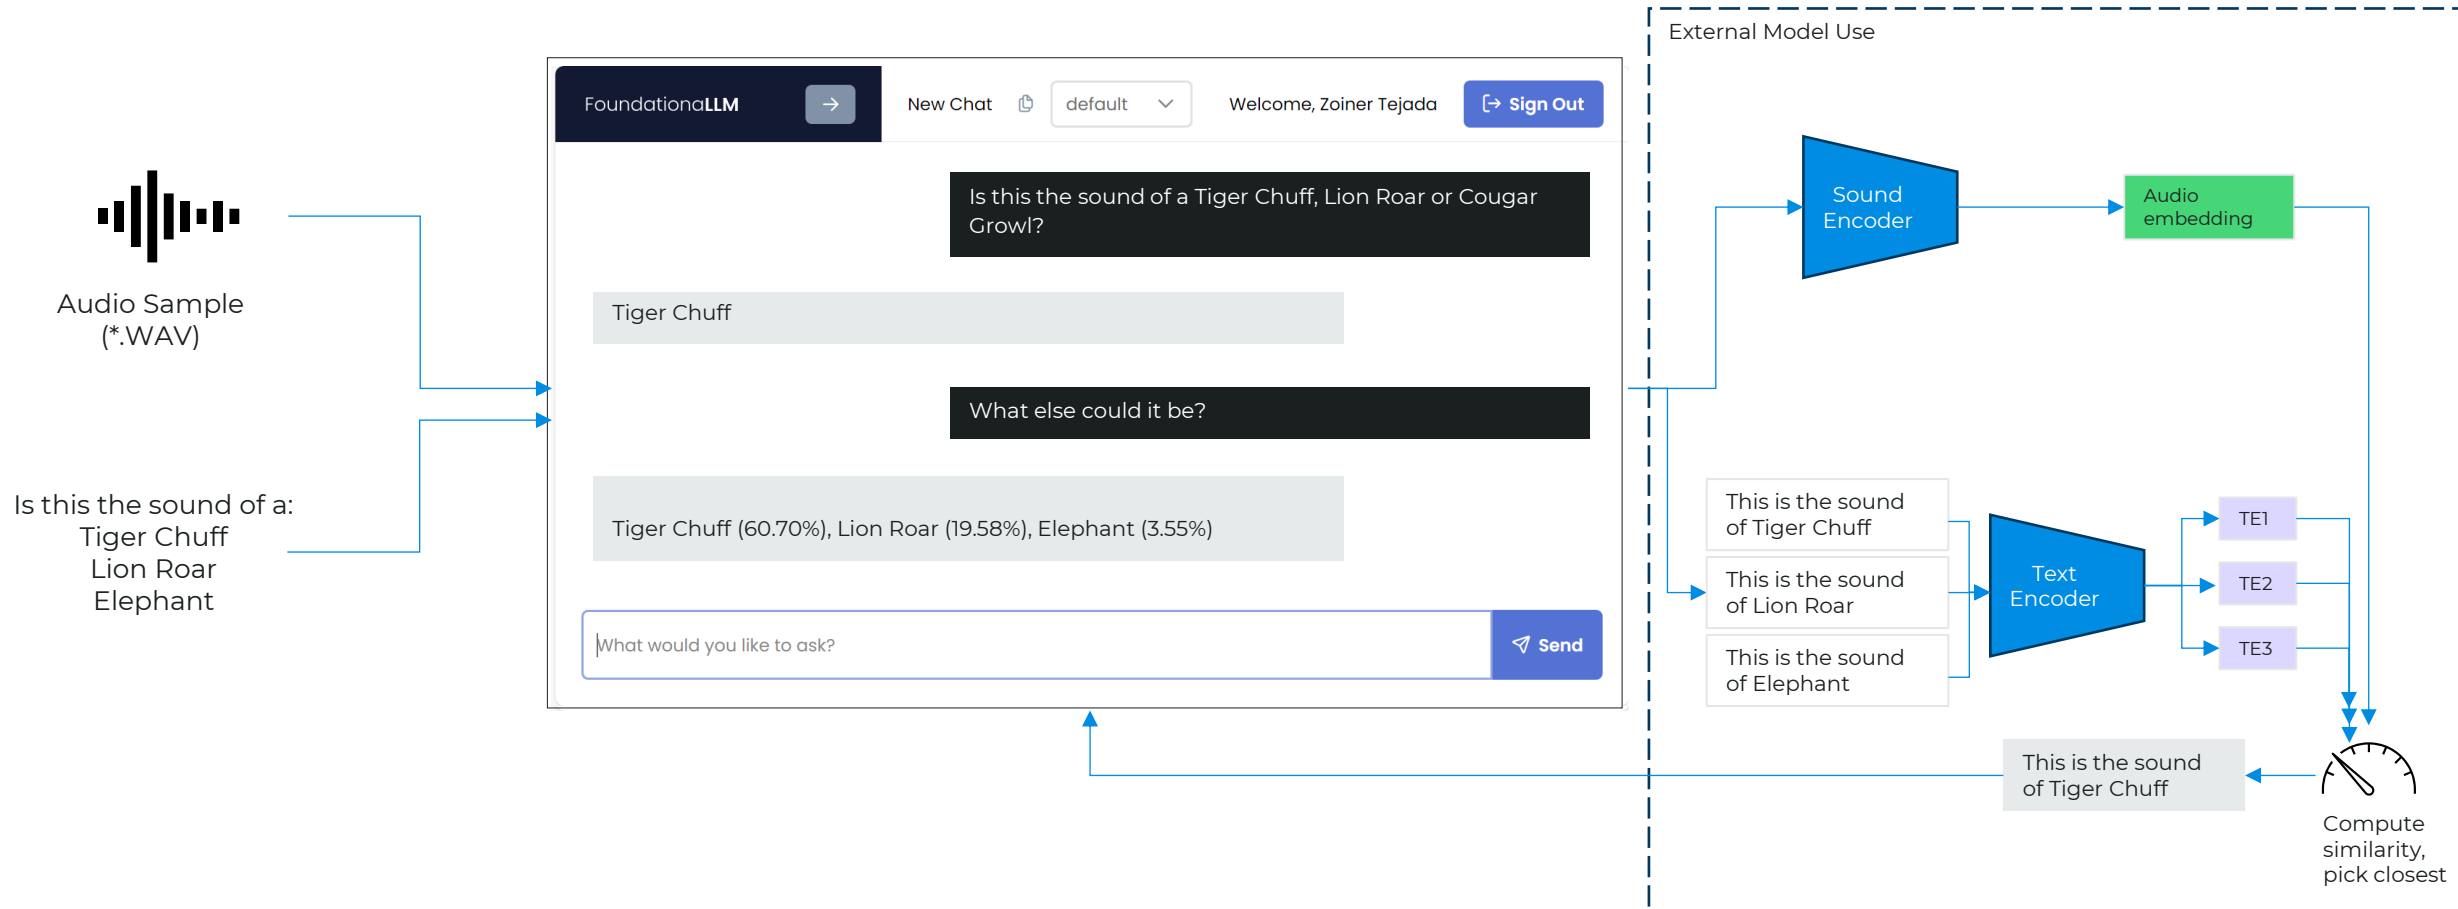 External Model Use
FoundationaLLM
New Chat
default
Welcome, Zoiner Tejada
Sign Out
Audio Sample
(*.WAV)
Is this the sound of a:
Tiger Chuff
Lion Roar
Elephant
Is this the sound of a Tiger Chuff, Lion Roar or Cougar
Growl?
Tiger Chuff
What else could it be?
Tiger Chuff (60.70%), Lion Roar (19.58%), Elephant (3.55%)
What would you like to ask?
Send
Sound
Encoder
Audio
embedding
This is the sound
of Tiger Chuff
This is the sound
of Lion Roar
This is the sound
of Elephant
Text
Encoder
TE1
TE2
TE3
This is the sound
of Tiger Chuff
Compute
similarity,
pick closest